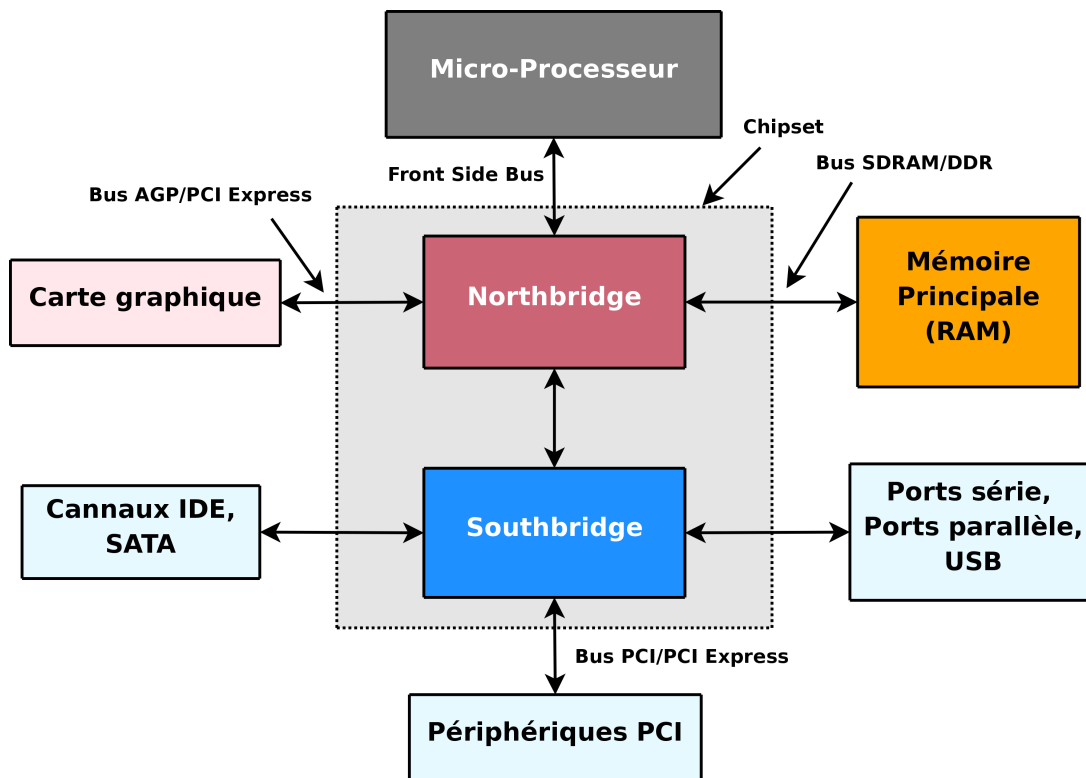 Micro-Processeur
Chipset
Front Side Bus
Bus SDRAM/DDR
Bus AGP/PCI Express
Carte graphique
Northbridge
Mémoire
Principale
(RAM)
Cannaux IDE,
SATA
Southbridge
Ports série,
Ports parallèle,
USB
Bus PCI/PCI Express
Périphériques PCI